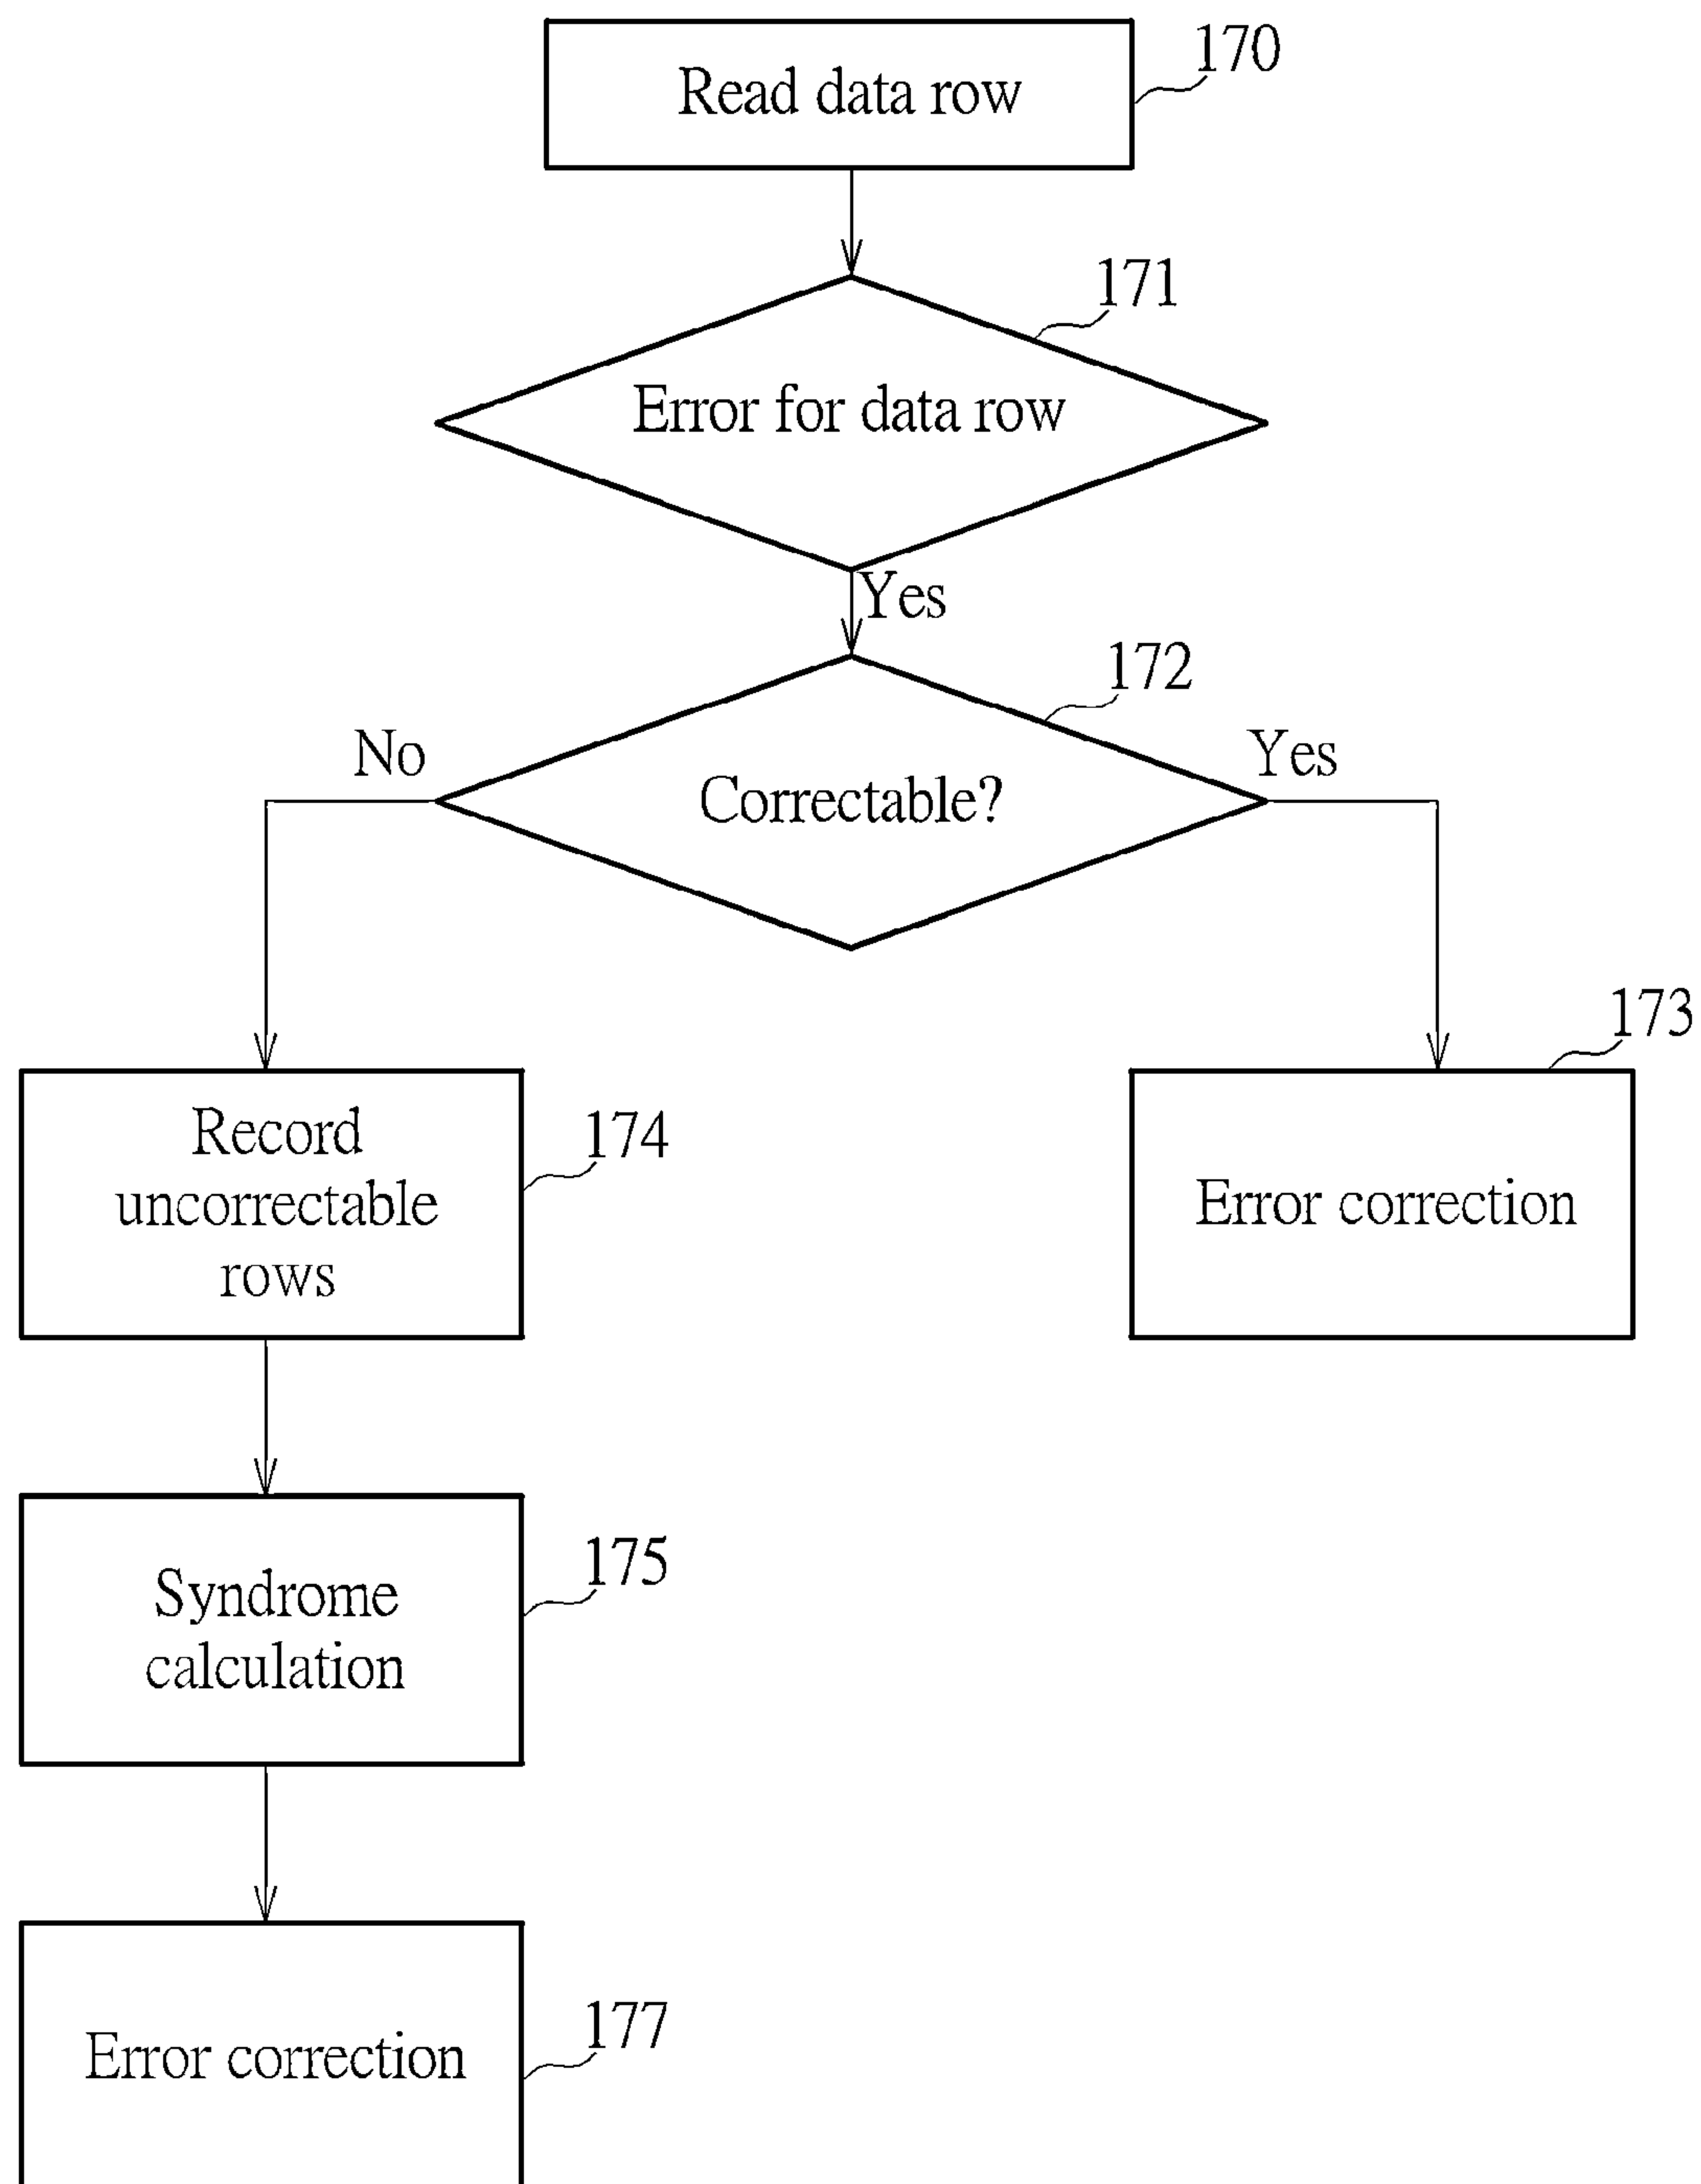 170
Read data row
171
Error for data row
Yes
172
No
Yes
Correctable?
173
Record
uncorrectable
rows
174
Error correction
175
Syndrome
calculation
177
Error correction